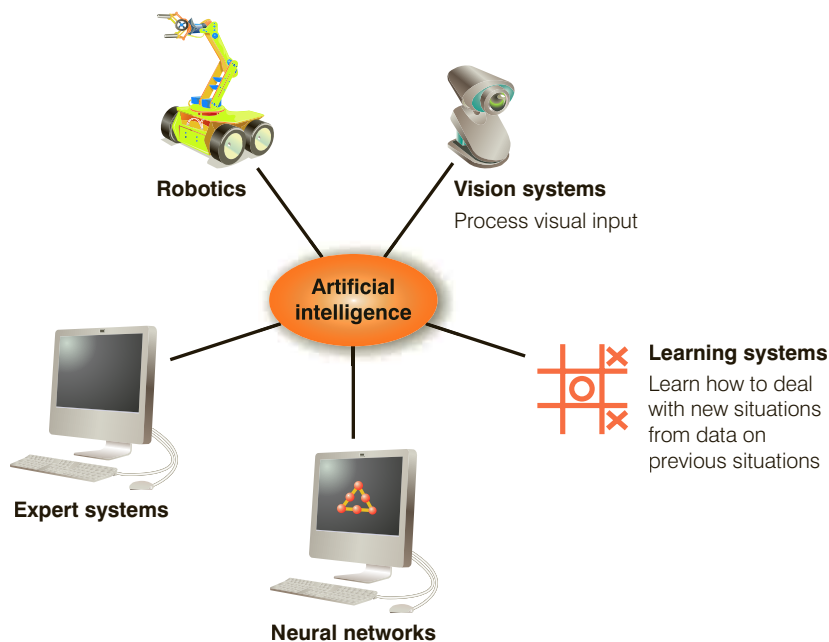 Robotics
Vision systems
Process visual input
Artificial
intelligence
Learning systems
Learn how to deal
with new situations
from data on
previous situations
Expert systems
Neural networks